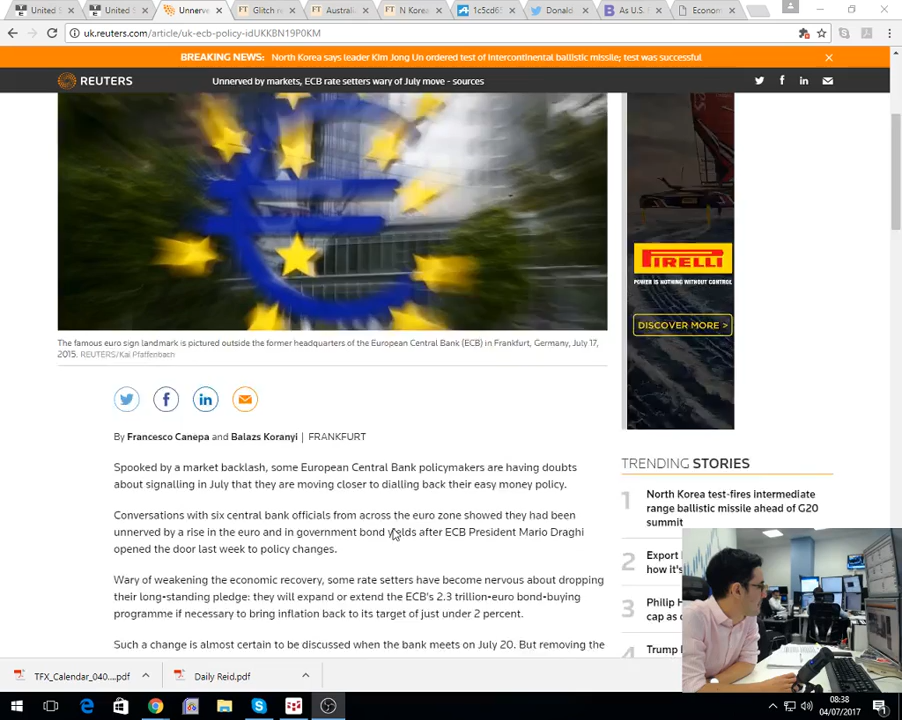 United S
United S
Unnerve
Glitch re
Australi
N Korea
1c5cd65
Donald
As U.S. 
Econom
uk.reuters.com/article/uk-ecb-policy-idUKKBN19P0KM
BREAKING NEWS: North Korea says leader Kim Jong Un ordered test of intercontinental ballistic missile; test was successful
REUTERS
Unnerved by markets, ECB rate setters wary of July move - sources
PIRELLI
POWER IS NOTHING WITHOUT CONTROL
DISCOVER MORE >
The famous euro sign landmark is pictured outside the former headquarters of the European Central Bank (ECB) in Frankfurt, Germany, July 17,
2015. REUTERS/Kai Pfaffenbach
By Francesco Canepa and Balazs Koranyi | FRANKFURT
Spooked by a market backlash, some European Central Bank policymakers are having doubts
about signalling in July that they are moving closer to dialling back their easy money policy.
Conversations with six central bank officials from across the euro zone showed they had been
unnerved by a rise in the euro and in government bond yields after ECB President Mario Draghi
opened the door last week to policy changes.
Wary of weakening the economic recovery, some rate setters have become nervous about dropping
their long-standing pledge: they will expand or extend the ECB's 2.3 trillion-euro bond-buying
programme if necessary to bring inflation back to its target of just under 2 percent.
Such a change is almost certain to be discussed when the bank meets on July 20. But removing the
TRENDING STORIES
1 North Korea test-fires intermediate
range ballistic missile ahead of G20
summit
2 Export
how it's
3 Philip H
cap as
4 Trump
TFX_Calendar_040....pdf
Daily Reid.pdf
08:38
04/07/2017